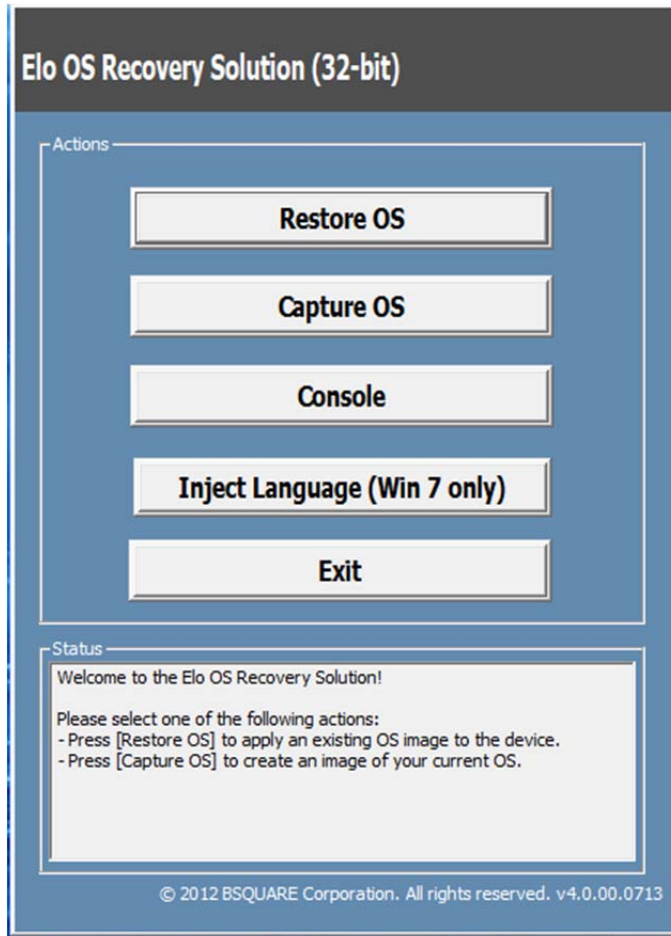 Elo OS Recovery Solution (32-bit)
Actions
Restore OS
Capture OS
Console
Inject Language (Win 7 only)
Exit
Status
Welcome to the Elo OS Recovery Solution!
Please select one of the following actions:
- Press [Restore OS] to apply an existing OS image to the device.
- Press [Capture OS] to create an image of your current OS.
© 2012 BSQUARE Corporation. All rights reserved. v4.0.00.0713